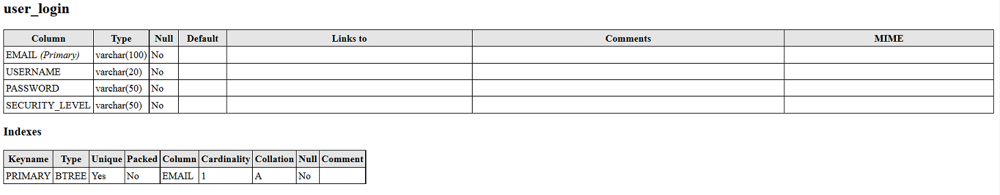 user_login
Column Type Null Default Links to Comments MIME
EMAIL (Primary) varchar(100) No
USERNAME varchar(20) No
PASSWORD varchar(50) No
SECURITY_LEVEL varchar(50) No
Indexes
Keyname Type Unique Packed Column Cardinality Collation Null Comment
PRIMARY BTREE Yes No EMAIL 1 A No